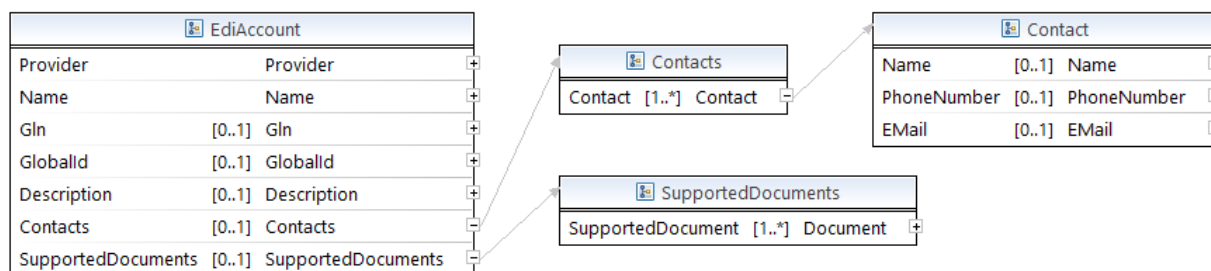 EdiAccount
Provider Provider
Name Name
Gln [0..1] Gln
GlobalId [0..1] GlobalId
Description [0..1] Description
Contacts [0..1] Contacts
SupportedDocuments [0..1] SupportedDocuments
Contacts
Contact [1..*] Contact
SupportedDocuments
SupportedDocument [1..*] Document
Contact
Name [0..1] Name
PhoneNumber [0..1] PhoneNumber
EMail [0..1] EMail